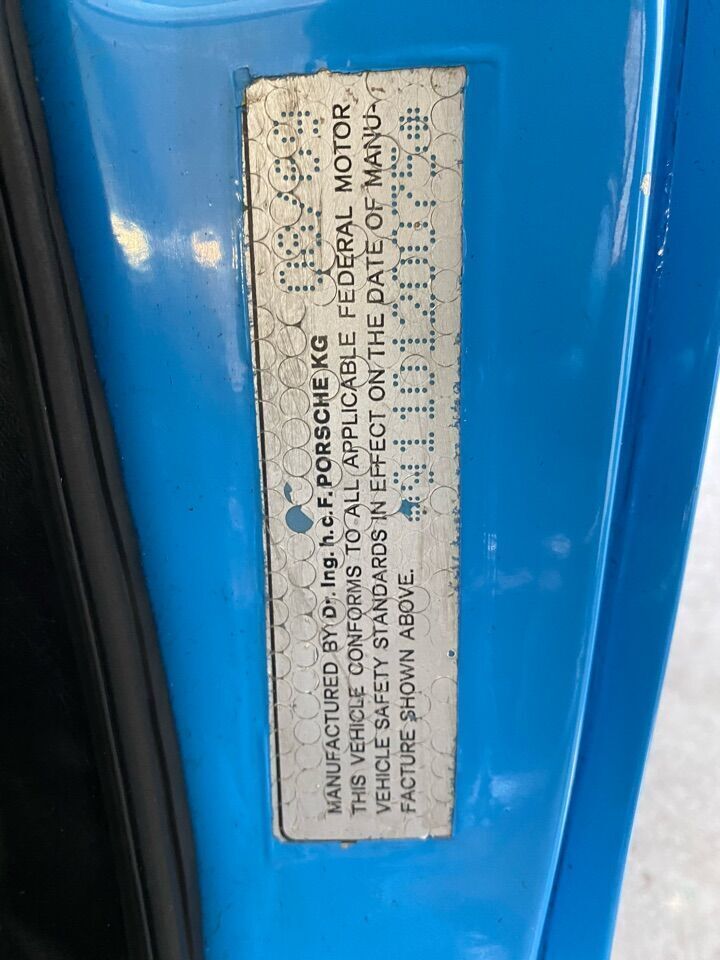 MANUFACTURED BY Dr. Ing. h.c. F. PORSCHE KG
THIS VEHICLE CONFORMS TO ALL APPLICABLE FEDERAL MOTOR
VEHICLE SAFETY STANDARDS IN EFFECT ON THE DATE OF MANU-
FACTURE SHOWN ABOVE.